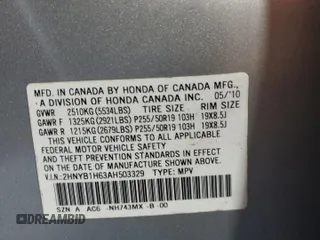 MFD. IN CANADA BY HONDA OF CANADA MFG.,
A DIVISION OF HONDA CANADA INC. 05/'10
GVWR 2510KG(5534LBS) TIRE SIZE RIM SIZE
GAWR F 1325KG(2921LBS)P255/50R19 103H 19X8.5J
GAWR R 1215KG(2679LBS)P255/50R19 103H 19X8.5J
THIS VEHICLE CONFORMS TO ALL APPLICABLE
FEDERAL MOTOR VEHICLE SAFETY
STANDARDS IN EFFECT ON THE DATE OF
MANUFACTURE SHOWN ABOVE.
V.I.N.:2HNYB1H63AH503329 TYPE: MPV
SZN A ACG -NH743MX -B -00
DREAMBID